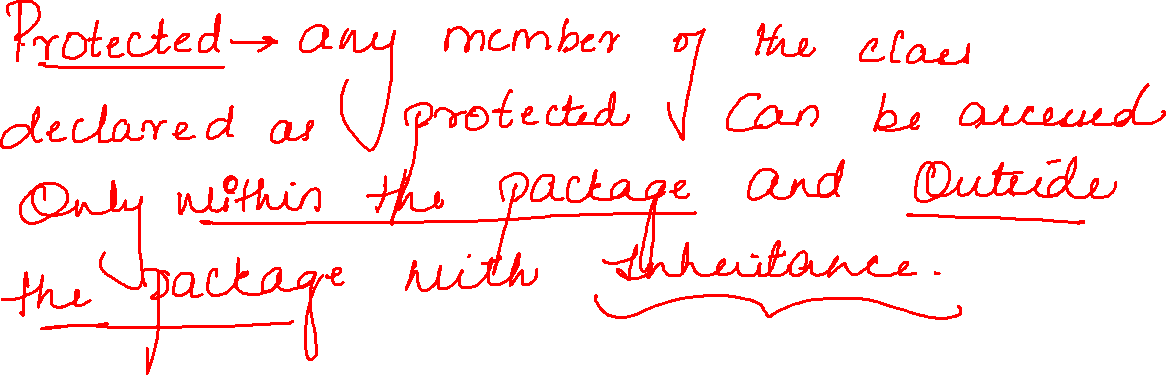 Protected → any member of the class
declared as protected can be accessed
Only within the package and Outside
the package with Inheritance.